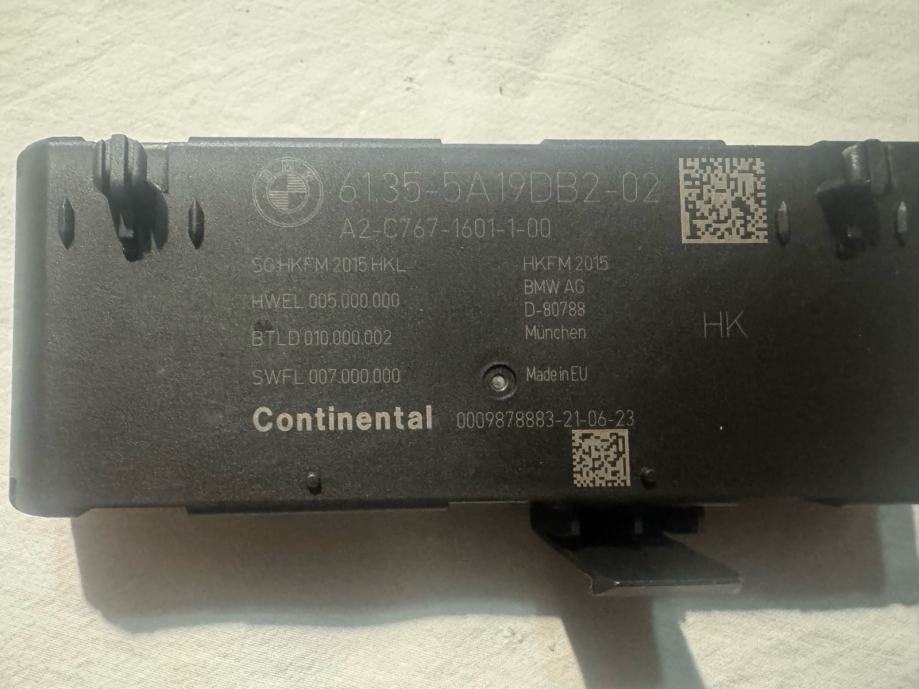 61.35-5A19DB2-02
A2-C767-1601-1-00
SG HKFM 2015 HKL
HWEL 005.000.000
BTLD 010.000.002
SWFL 007.000.000
HKFM 2015
BMW AG
D-80788
München
Made in EU
HK
Continental 0009878883-21-06-23